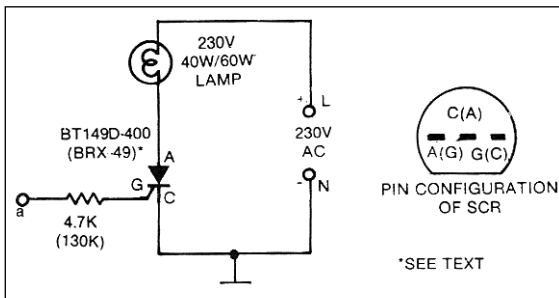 230V
40W/60W
LAMP
BT149D-400
(BRX-49)*
A
G
C
a
4.7K
(130K)
+ L
230V
AC
- N
C(A)
A(G) G(C)
PIN CONFIGURATION
OF SCR
*SEE TEXT